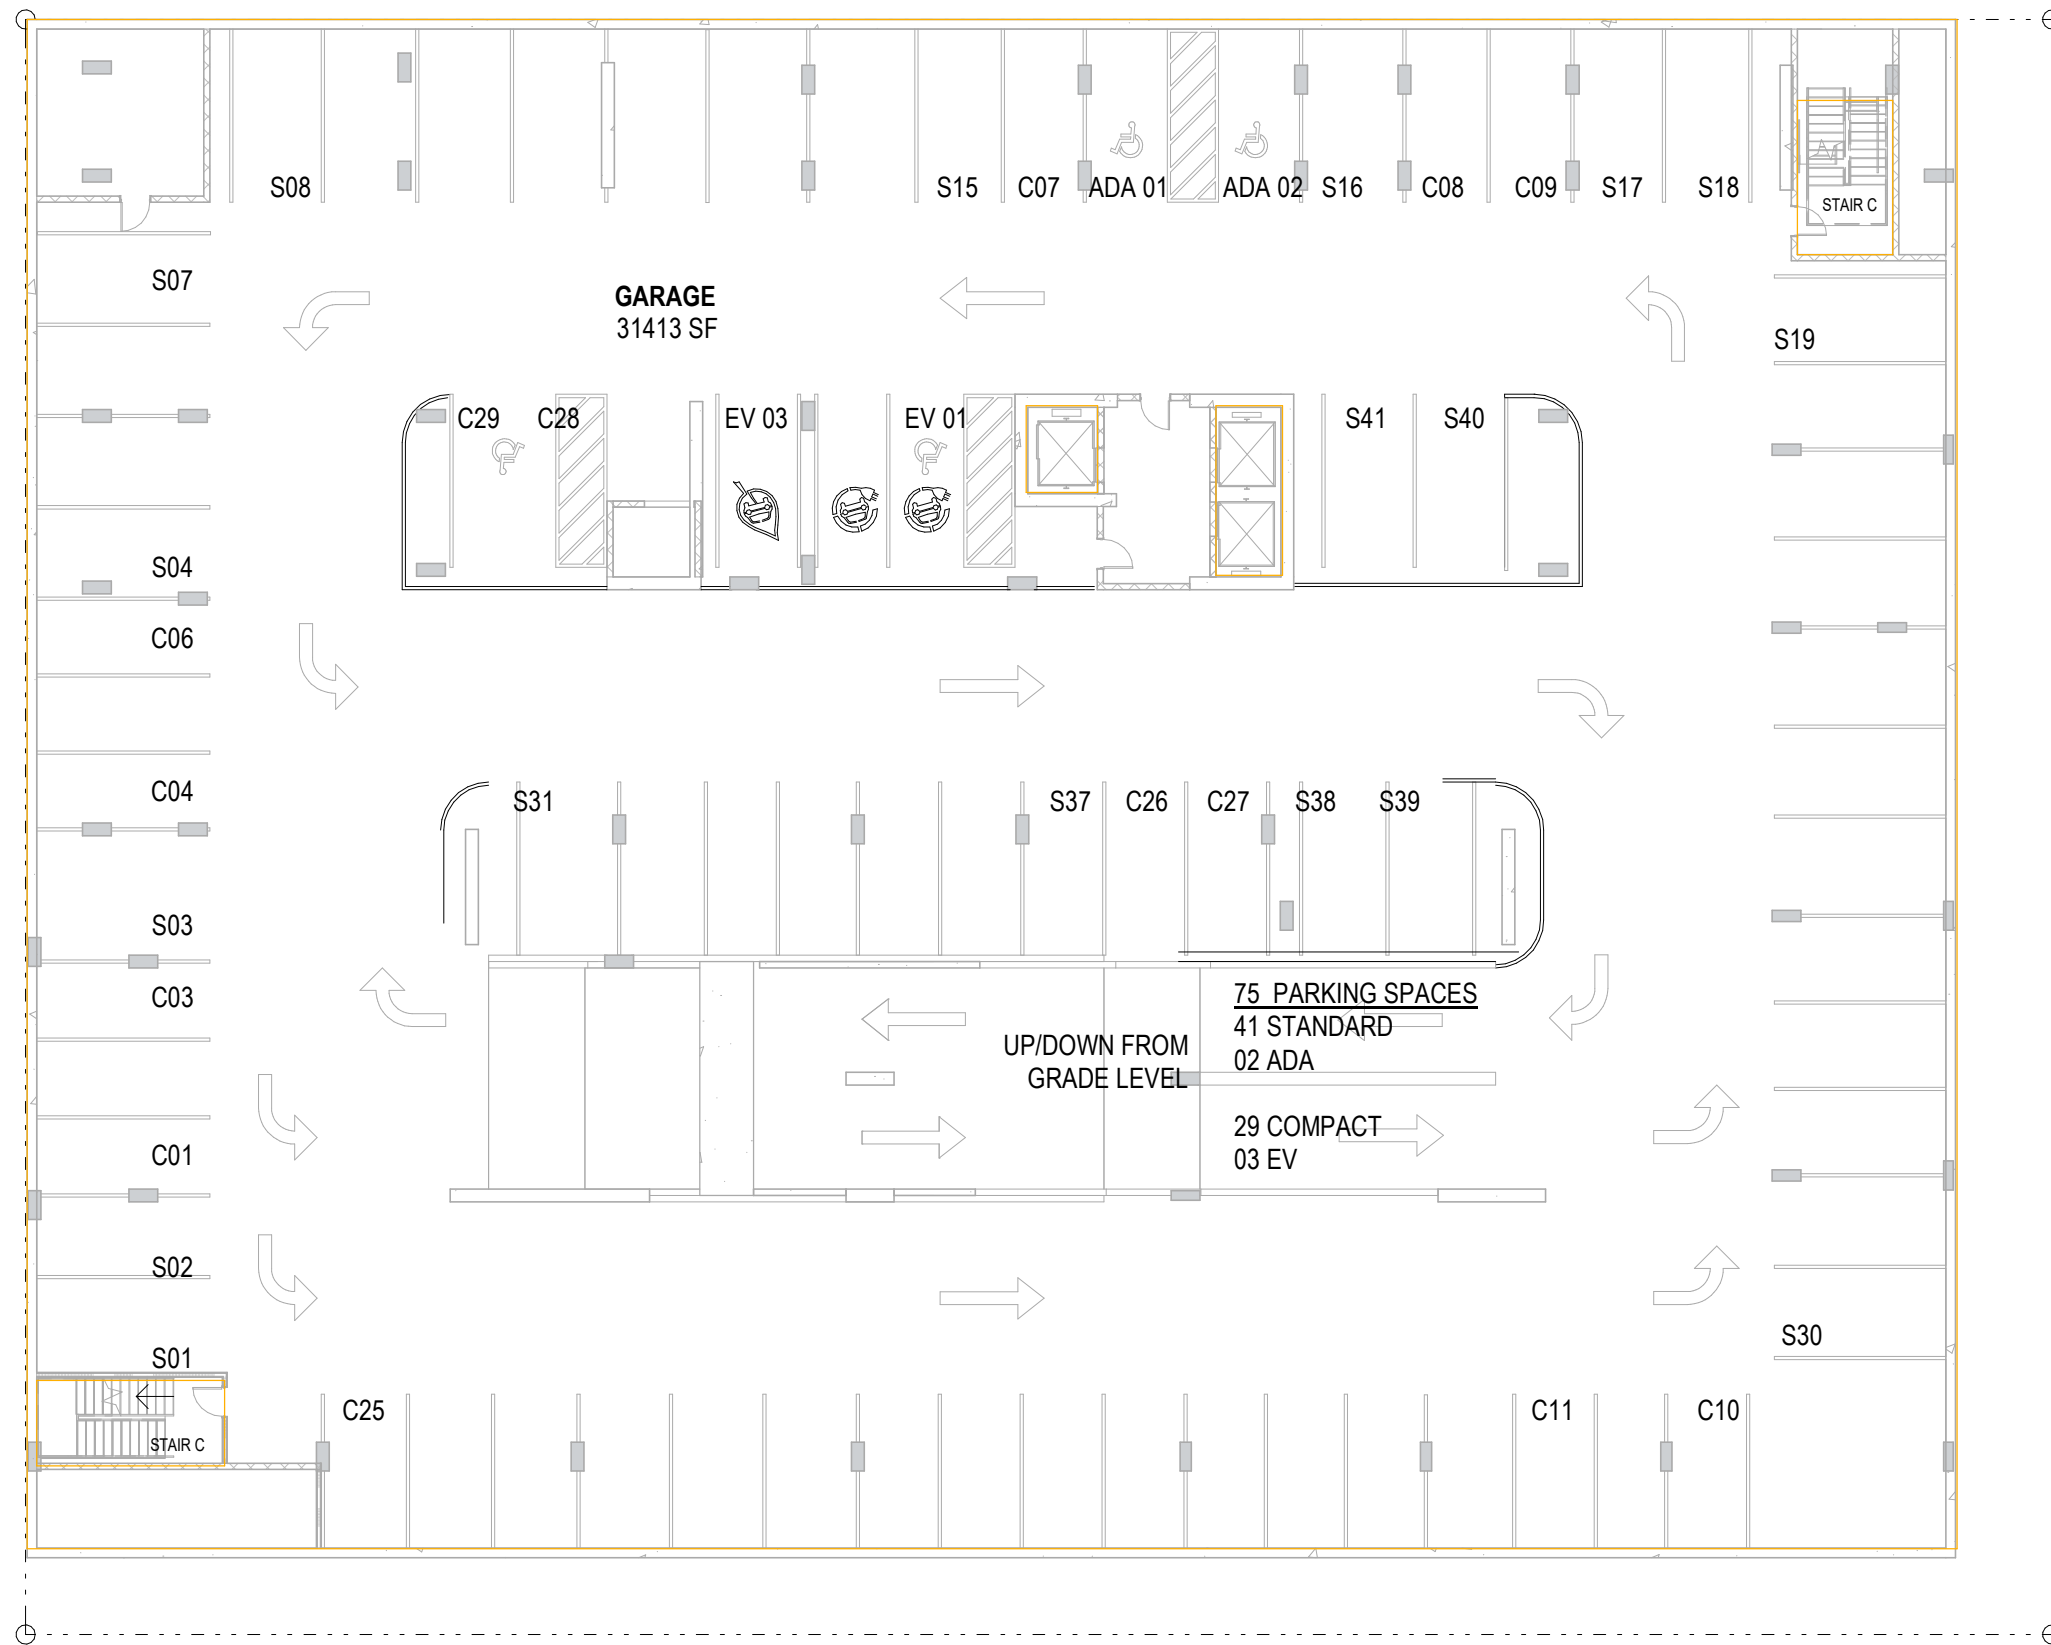 S08
S15
C07
ADA 01
ADA 02
S16
C08
C09
S17
S18
STAIR C
S07
GARAGE
31413 SF
S19
C29
C28
EV 03
EV 01
S41
S40
S04
C06
C04
S31
S37
C26
C27
S38
S39
S03
C03
75 PARKING SPACES
41 STANDARD
02 ADA
29 COMPACT
03 EV
UP/DOWN FROM
GRADE LEVEL
C01
S02
S01
S30
C25
C11
C10
STAIR C